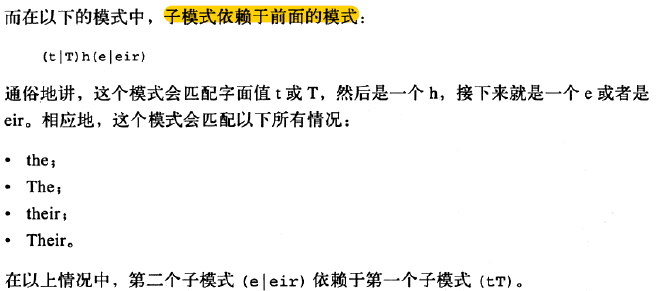 而在以下的模式中，子模式依赖于前面的模式：
(t|T)h(e|eir)
通俗地讲，这个模式会匹配字面值 t 或 T，然后是一个 h，接下来就是一个 e 或者是
eir。相应地，这个模式会匹配以下所有情况：
• the；
• The；
• their；
• Their。
在以上情况中，第二个子模式 (e|eir) 依赖于第一个子模式 (tT)。